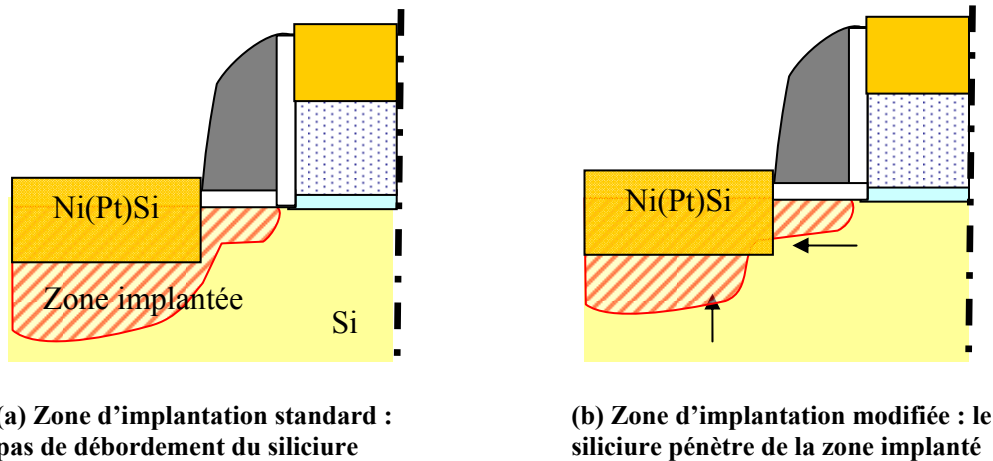 Ni(Pt)Si
Zone implantée
Si
Ni(Pt)Si
(a) Zone d'implantation standard :
pas de débordement du siliciure
(b) Zone d'implantation modifiée : le
siliciure pénètre de la zone implanté